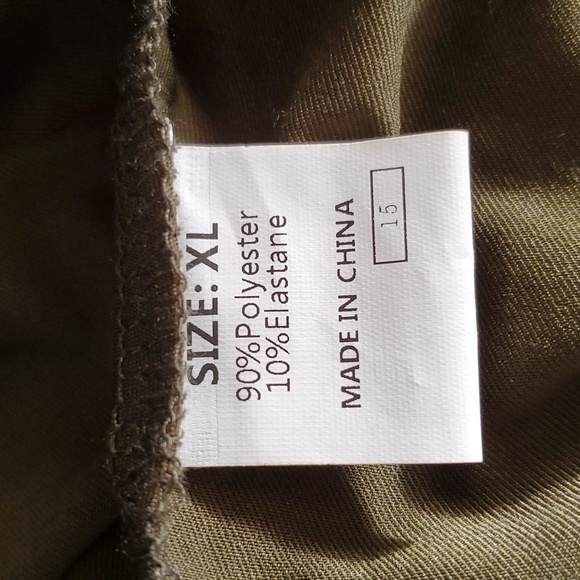 SIZE: XL
90%Polyester
10%Elastane
MADE IN CHINA
15